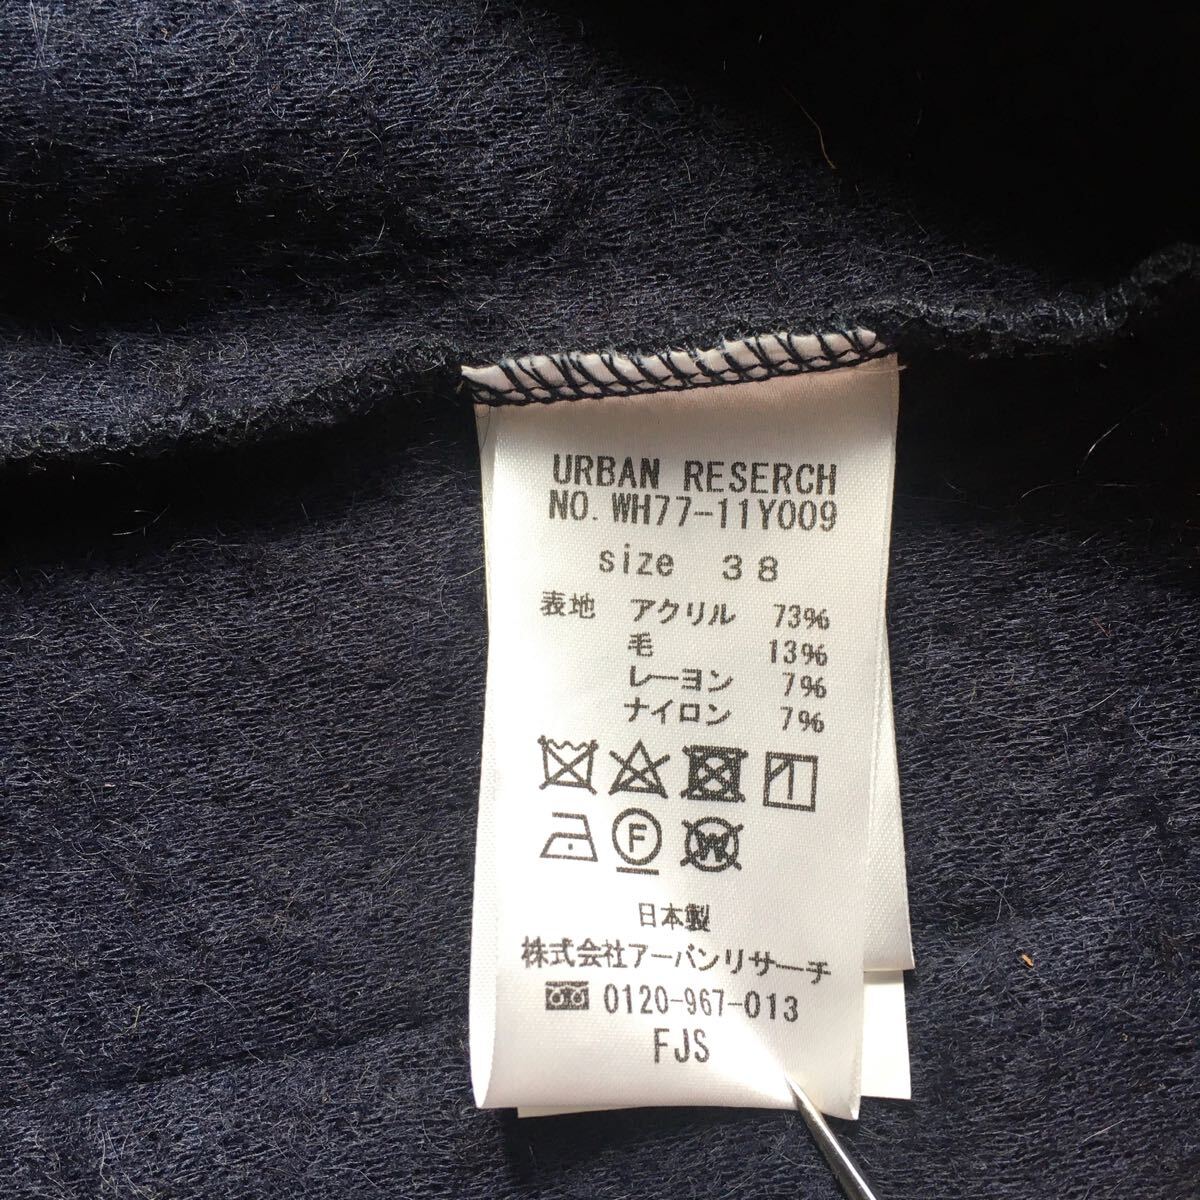 URBAN RESERCH
NO. WH77-11Y009
size 38
表地 アクリル 73%
毛 13%
レーヨン 7%
ナイロン 7%
F W
日本製
株式会社アーバンリサーチ
0120-967-013
FJS